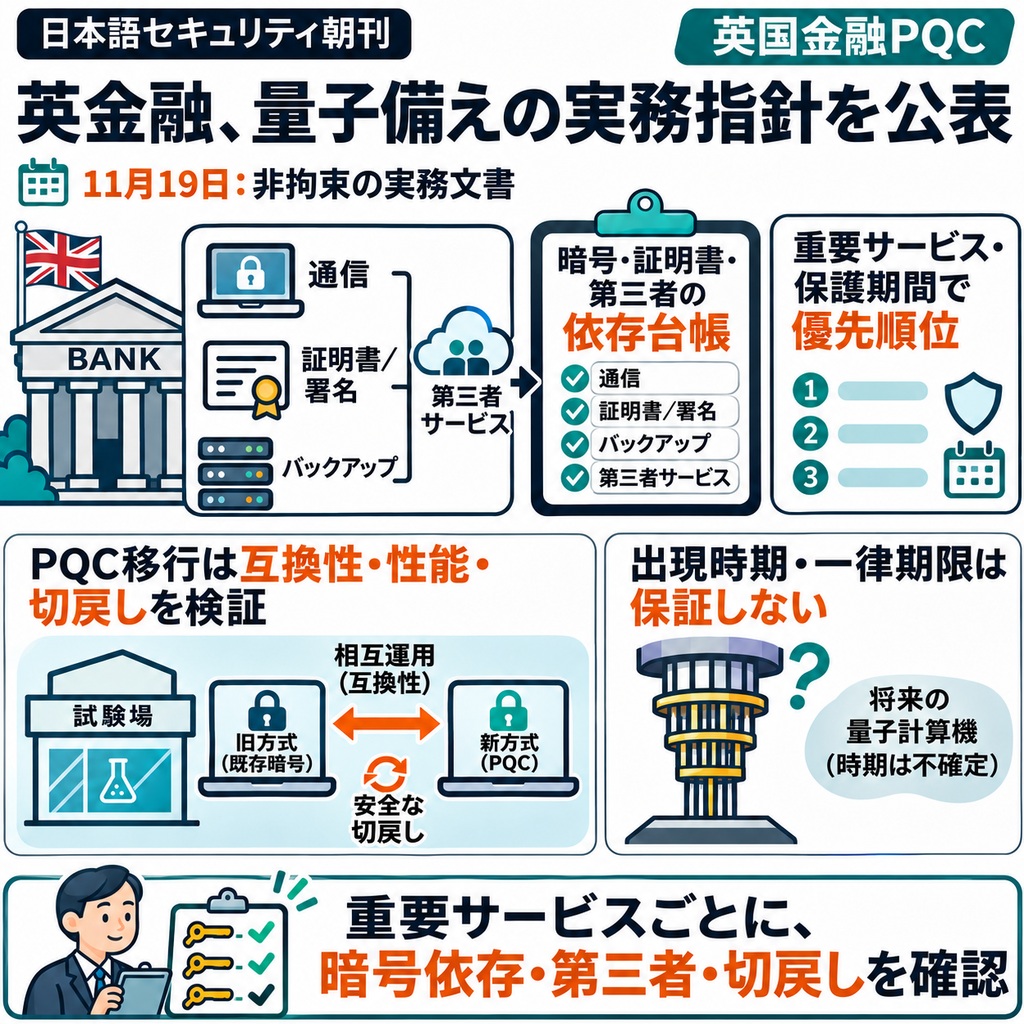 日本語セキュリティ朝刊
英国金融PQC
英金融、量子備えの実務指針を公表
11月19日：非拘束の実務文書
BANK
通信
証明書/
署名
バックアップ
第三者
サービス
暗号・証明書・
第三者の
依存台帳
通信
証明書/署名
バックアップ
第三者サービス
重要サービス・
保護期間で
優先順位
1
2
3
PQC移行は互換性・性能・
切戻しを検証
試験場
旧方式
(既存暗号)
相互運用
(互換性)
安全な
切戻し
新方式
(PQC)
出現時期・一律期限は
保証しない
?
将来の
量子計算機
(時期は不確定)
重要サービスごとに、
暗号依存・第三者・切戻しを確認